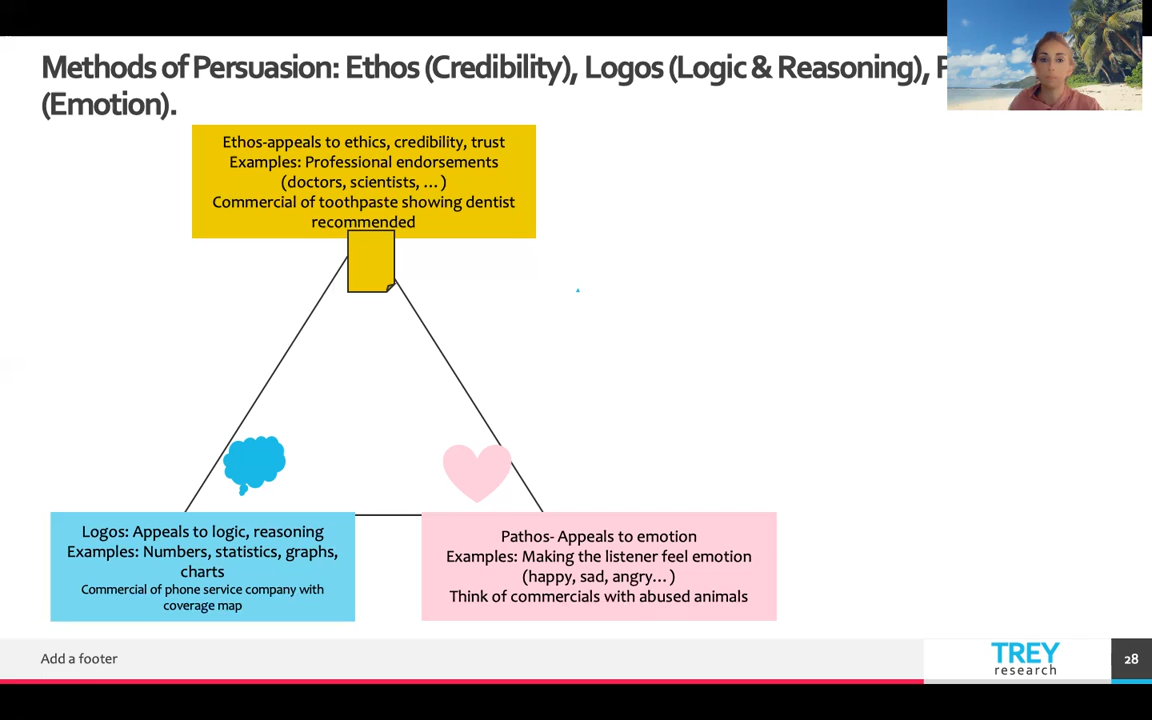 Methods of Persuasion: Ethos (Credibility), Logos (Logic & Reasoning),
(Emotion).
Ethos-appeals to ethics, credibility, trust
Examples: Professional endorsements
(doctors, scientists, ...)
Commercial of toothpaste showing dentist
recommended
Logos: Appeals to logic, reasoning
Examples: Numbers, statistics, graphs,
charts
Commercial of phone service company with
coverage map
Pathos- Appeals to emotion
Examples: Making the listener feel emotion
(happy, sad, angry...)
Think of commercials with abused animals
Add a footer
TREY
research
28